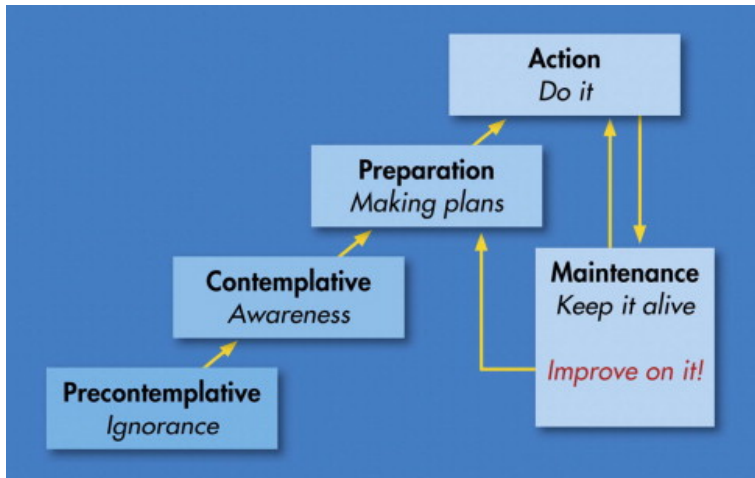 Action
Do it
Preparation
Making plans
Contemplative
Awareness
Maintenance
Keep it alive
Improve on it!
Precontemplative
Ignorance